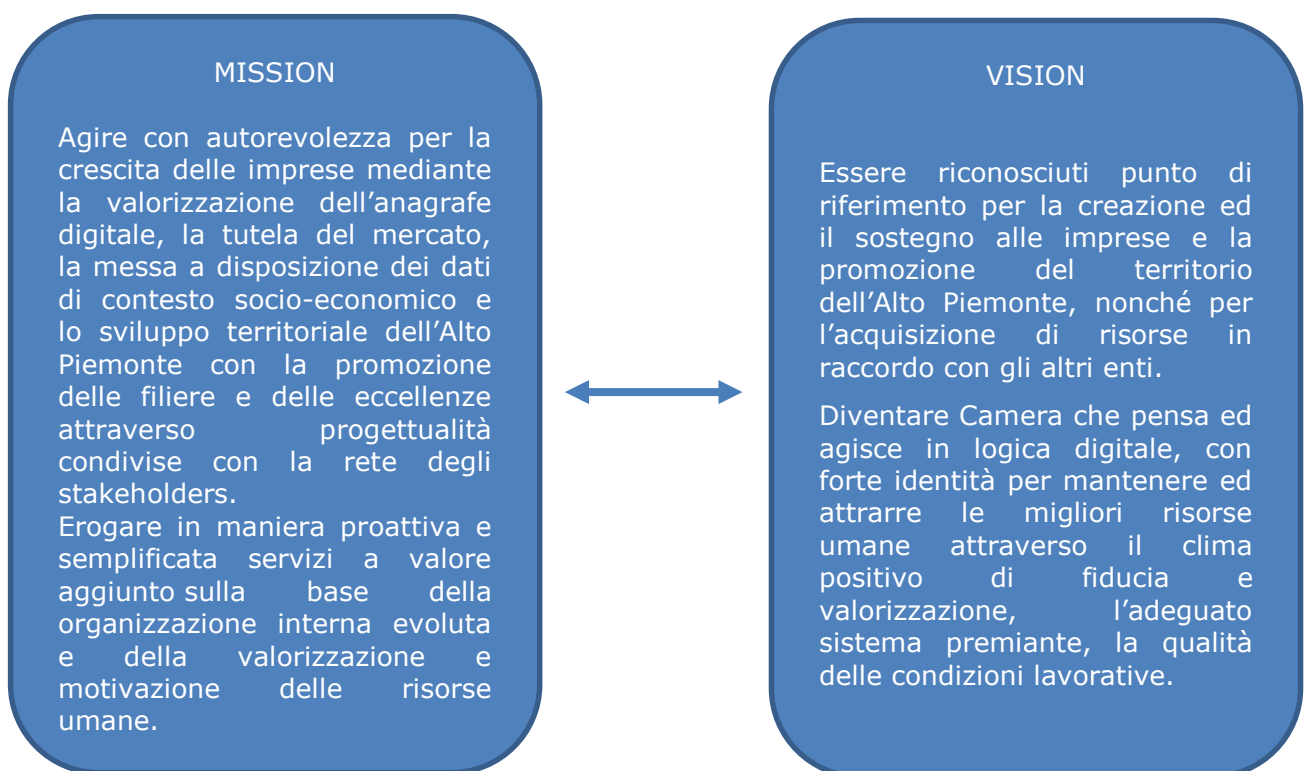 MISSION
Agire con autorevolezza per la
crescita delle imprese mediante
la valorizzazione dell’anagrafe
digitale, la tutela del mercato,
la messa a disposizione dei dati
di contesto socio-economico e
lo sviluppo territoriale dell’Alto
Piemonte con la promozione
delle filiere e delle eccellenze
attraverso progettualità
condivise con la rete degli
stakeholders.
Erogare in maniera proattiva e
semplificata servizi a valore
aggiunto sulla base della
organizzazione interna evoluta
e della valorizzazione e
motivazione delle risorse
umane.
VISION
Essere riconosciuti punto di
riferimento per la creazione ed
il sostegno alle imprese e la
promozione del territorio
dell’Alto Piemonte, nonché per
l’acquisizione di risorse in
raccordo con gli altri enti.
Diventare Camera che pensa ed
agisce in logica digitale, con
forte identità per mantenere ed
attrarre le migliori risorse
umane attraverso il clima
positivo di fiducia e
valorizzazione, l’adeguato
sistema premiante, la qualità
delle condizioni lavorative.